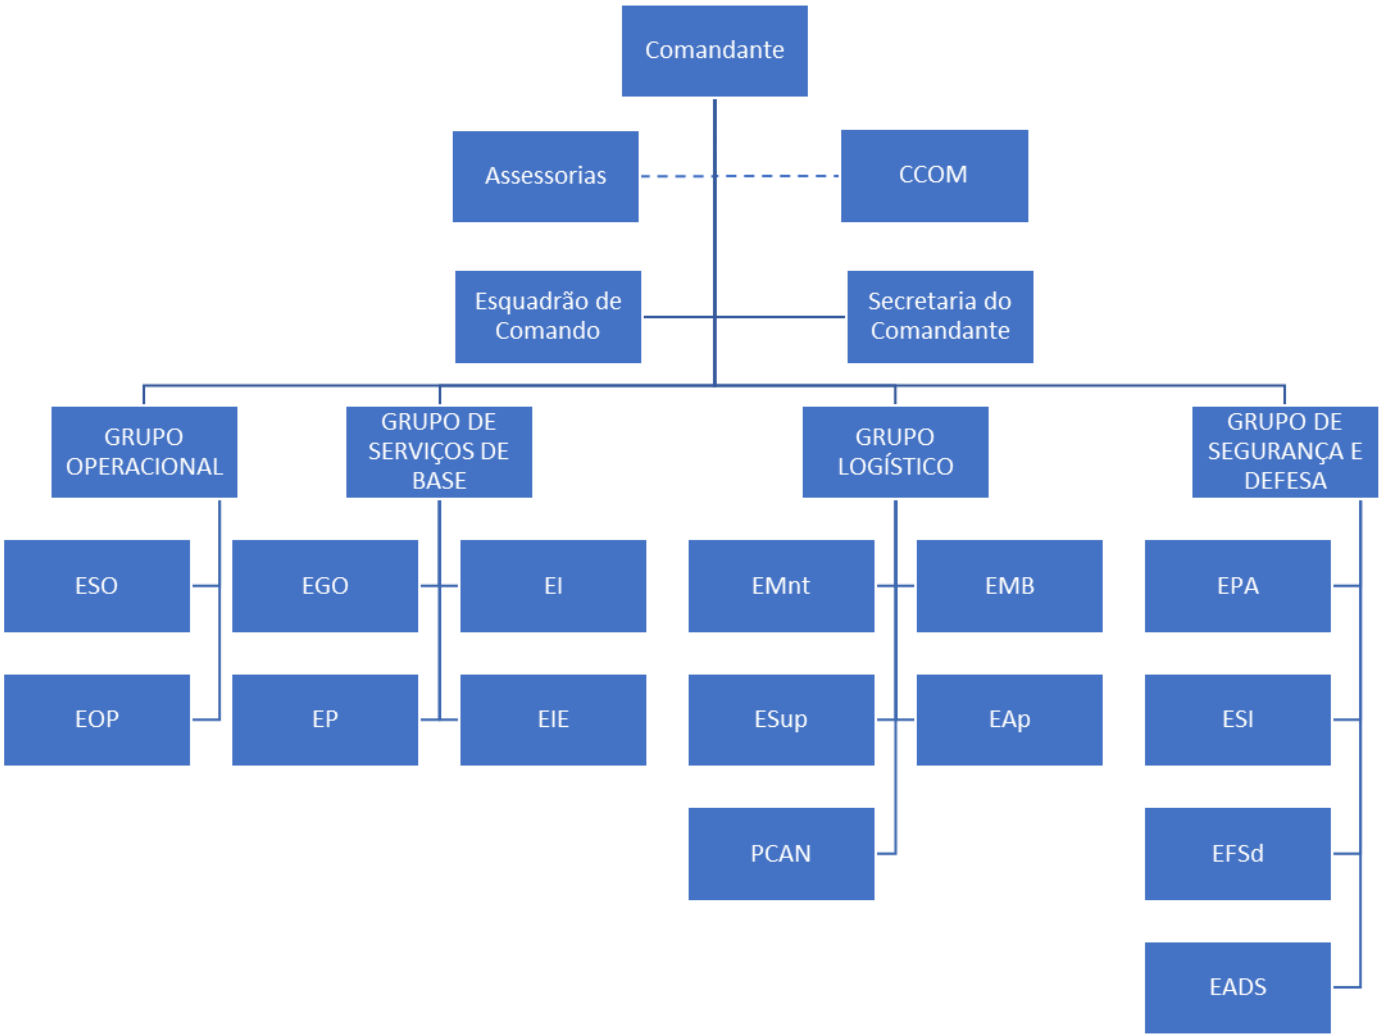 Comandante
Assessorias
CCOM
Esquadrão de
Comando
Secretaria do
Comandante
GRUPO
OPERACIONAL
GRUPO DE
SERVIÇOS DE
BASE
GRUPO
LOGÍSTICO
GRUPO DE
SEGURANÇA E
DEFESA
ESO
EGO
EI
EMnt
EMB
EPA
EOP
EP
EIE
ESup
EAp
ESI
PCAN
EFSd
EADS